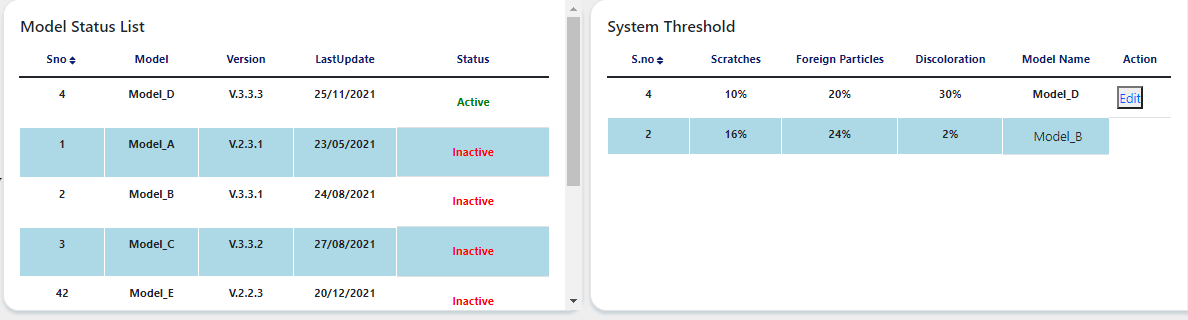 Model Status List
Sno Model Version LastUpdate Status
4 Model_D V.3.3.3 25/11/2021 Active
1 Model_A V.2.3.1 23/05/2021 Inactive
2 Model_B V.3.3.1 24/08/2021 Inactive
3 Model_C V.3.3.2 27/08/2021 Inactive
42 Model_E V.2.2.3 20/12/2021 Inactive
System Threshold
S.no Scratches Foreign Particles Discoloration Model Name Action
4 10% 20% 30% Model_D Edit
2 16% 24% 2% Model_B